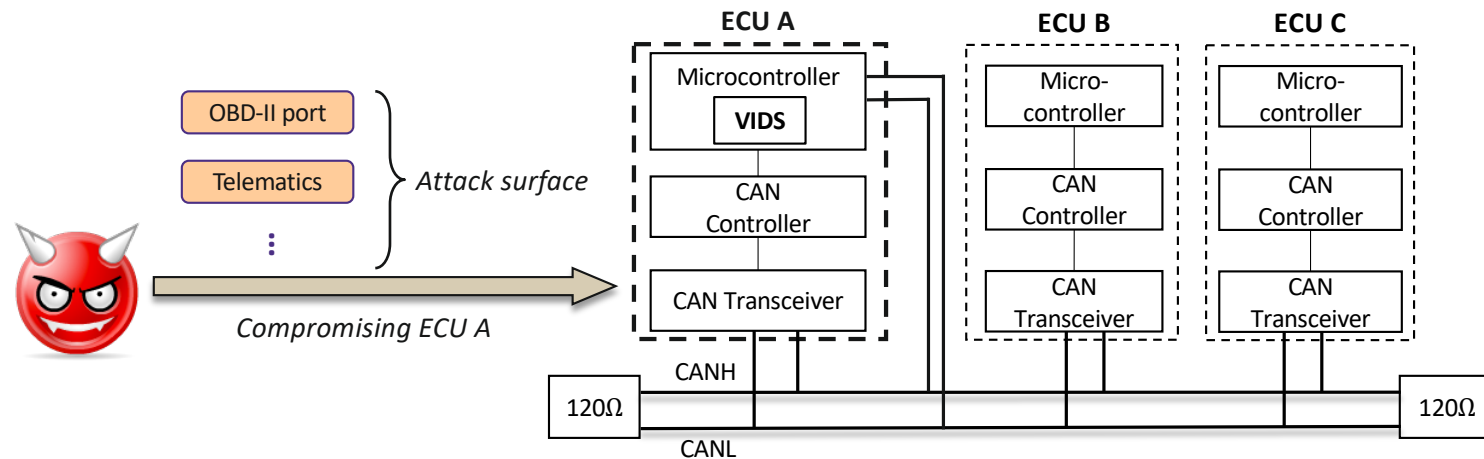 OBD-II port
Telematics
Attack surface
Compromising ECU A
ECU A
Microcontroller
VIDS
CAN
Controller
CAN Transceiver
ECU B
Micro-
controller
CAN
Controller
CAN
Transceiver
ECU C
Micro-
controller
CAN
Controller
CAN
Transceiver
CANH
120Ω
120Ω
CANL